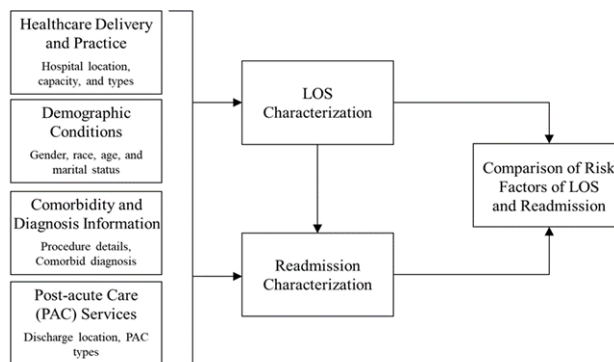 Healthcare Delivery
and Practice
Hospital location,
capacity, and types
Demographic
Conditions
Gender, race, age, and
marital status
Comorbidity and
Diagnosis Information
Procedure details,
Comorbid diagnosis
Post-acute Care
(PAC) Services
Discharge location, PAC
types
LOS
Characterization
Readmission
Characterization
Comparison of Risk
Factors of LOS
and Readmission